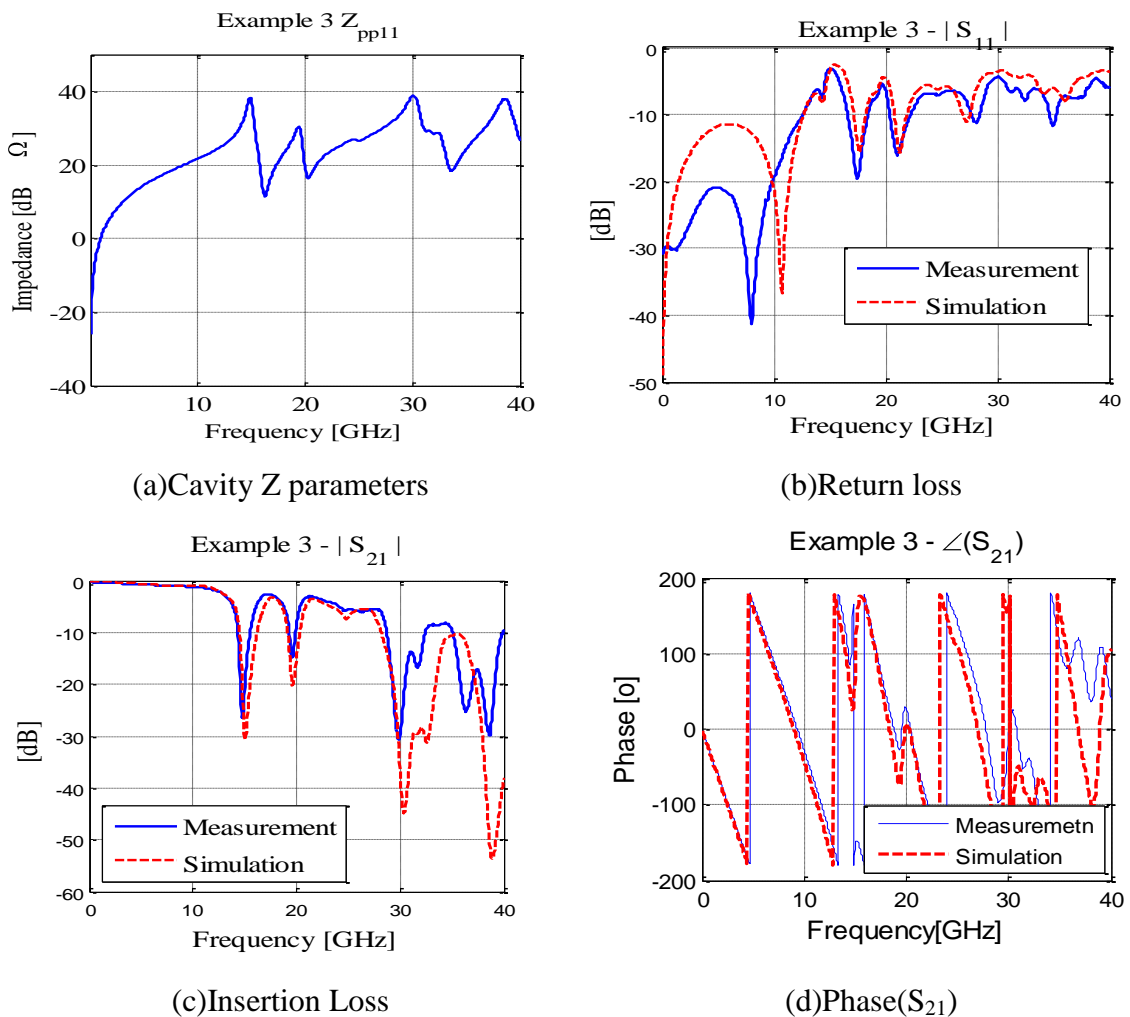 Example 3 Z_pp11
Impedance [dB Ω]
40
20
0
-20
-40
10 20 30 40
Frequency [GHz]
(a)Cavity Z parameters
Example 3 - | S_11 |
[dB]
0
-10
-20
-30
-40
-50
0 10 20 30 40
Measurement
Simulation
Frequency [GHz]
(b)Return loss
Example 3 - | S_21 |
[dB]
0
-10
-20
-30
-40
-50
-60
0 10 20 30 40
Measurement
Simulation
Frequency [GHz]
(c)Insertion Loss
Example 3 - ∠(S_21)
Phase [o]
200
100
0
-100
-200
0 10 20 30 40
Measuremetn
Simulation
Frequency[GHz]
(d)Phase(S_21)